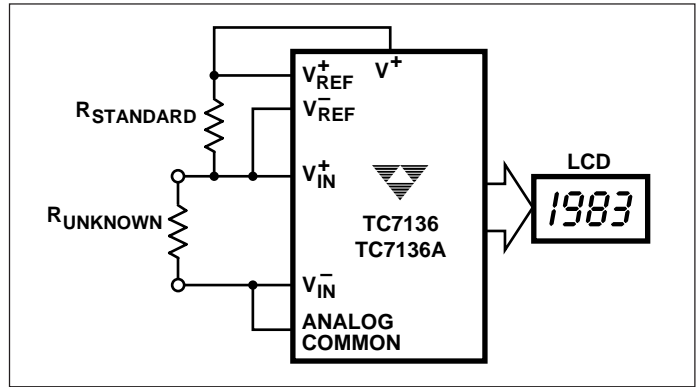 V+
V+REF
V−REF
RSTANDARD
V+IN
LCD
1983
TC7136
TC7136A
RUNKNOWN
V−IN
ANALOG
COMMON